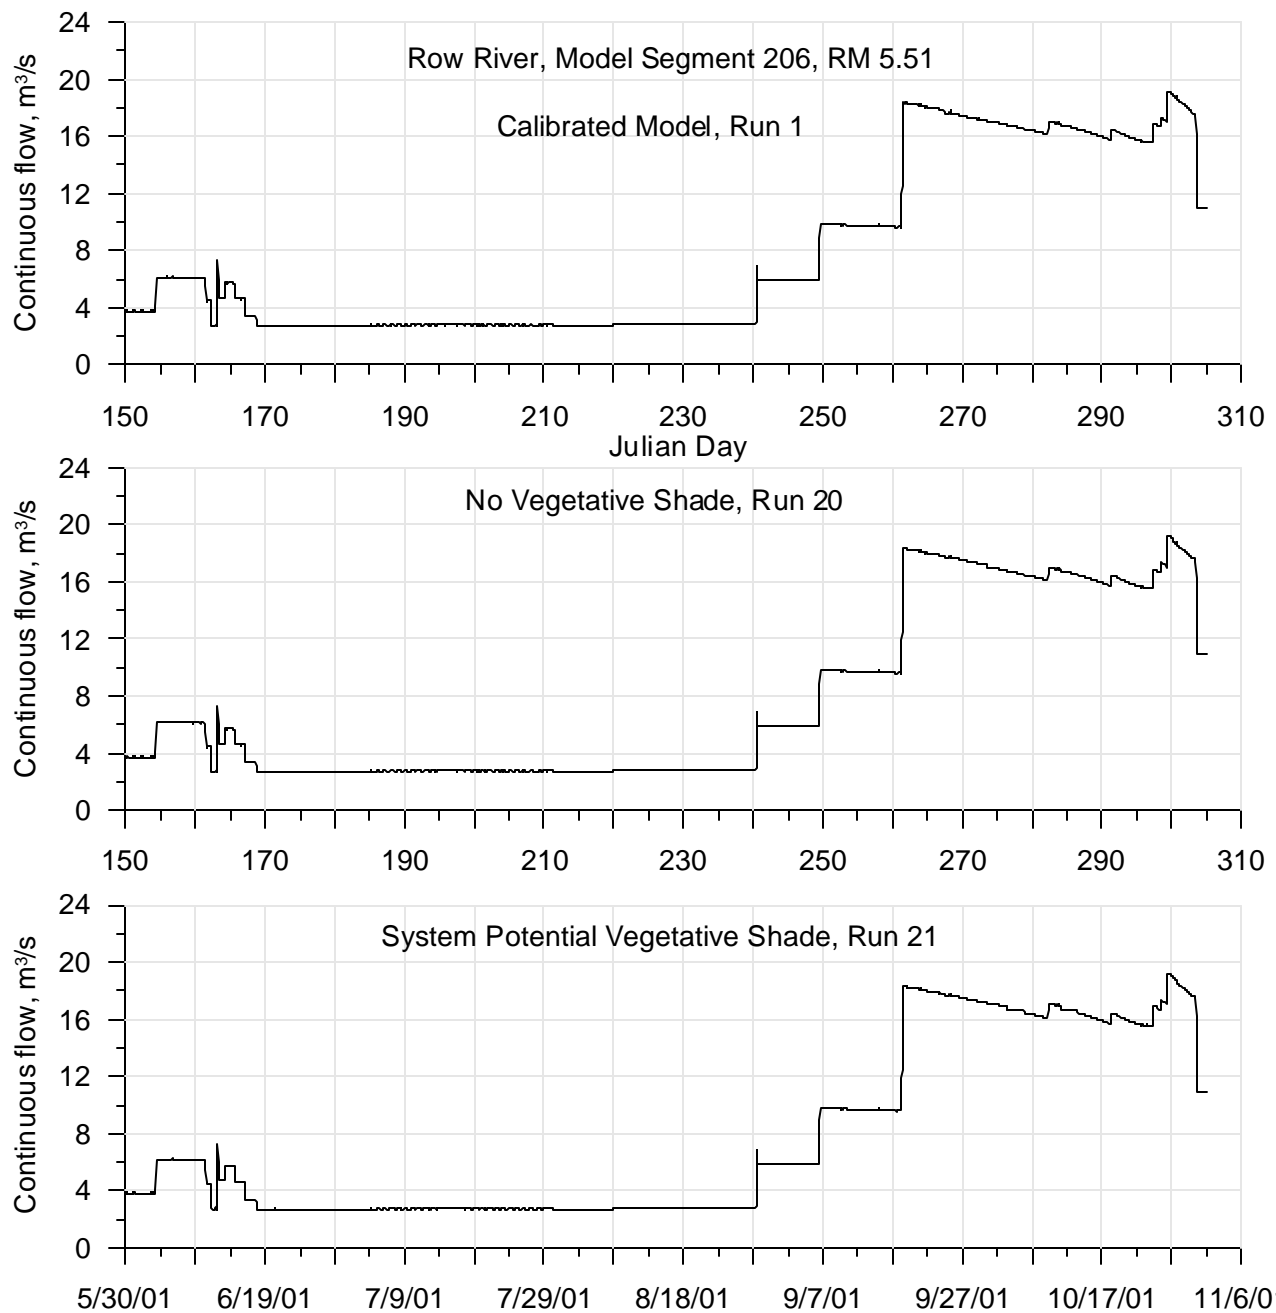 24
Row River, Model Segment 206, RM 5.51
20
Calibrated Model, Run 1
16
12
8
4
0
Continuous flow, m³/s
150 170 190 210 230 250 270 290 310
Julian Day
24
No Vegetative Shade, Run 20
20
16
12
8
4
0
Continuous flow, m³/s
150 170 190 210 230 250 270 290 310
24
System Potential Vegetative Shade, Run 21
20
16
12
8
4
0
Continuous flow, m³/s
5/30/01 6/19/01 7/9/01 7/29/01 8/18/01 9/7/01 9/27/01 10/17/01 11/6/0